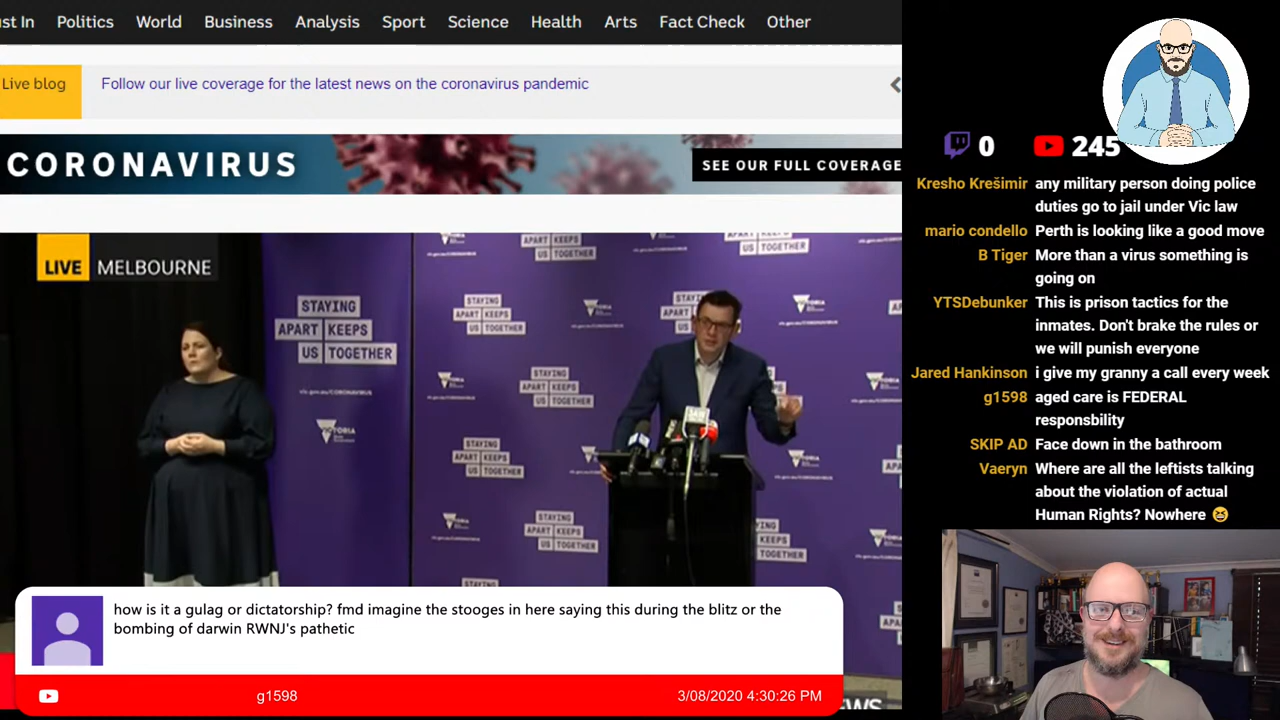 st In Politics World Business Analysis Sport Science Health Arts Fact Check Other
Live blog
Follow our live coverage for the latest news on the coronavirus pandemic
CORONAVIRUS
SEE OUR FULL COVERAGE
LIVE MELBOURNE
STAYING
APART KEEPS
US TOGETHER
vic.gov.au/CORONAVIRUS
VICTORIA
how is it a gulag or dictatorship? fmd imagine the stooges in here saying this during the blitz or the
bombing of darwin RWNJ's pathetic
g1598
3/08/2020 4:30:26 PM
0
245
Kresho Krešimir any military person doing police
duties go to jail under Vic law
mario condello Perth is looking like a good move
B Tiger More than a virus something is
going on
YTSDebunker This is prison tactics for the
inmates. Don't brake the rules or
we will punish everyone
Jared Hankinson i give my granny a call every week
g1598 aged care is FEDERAL
responsbility
SKIP AD Face down in the bathroom
Vaeryn Where are all the leftists talking
about the violation of actual
Human Rights? Nowhere 😆